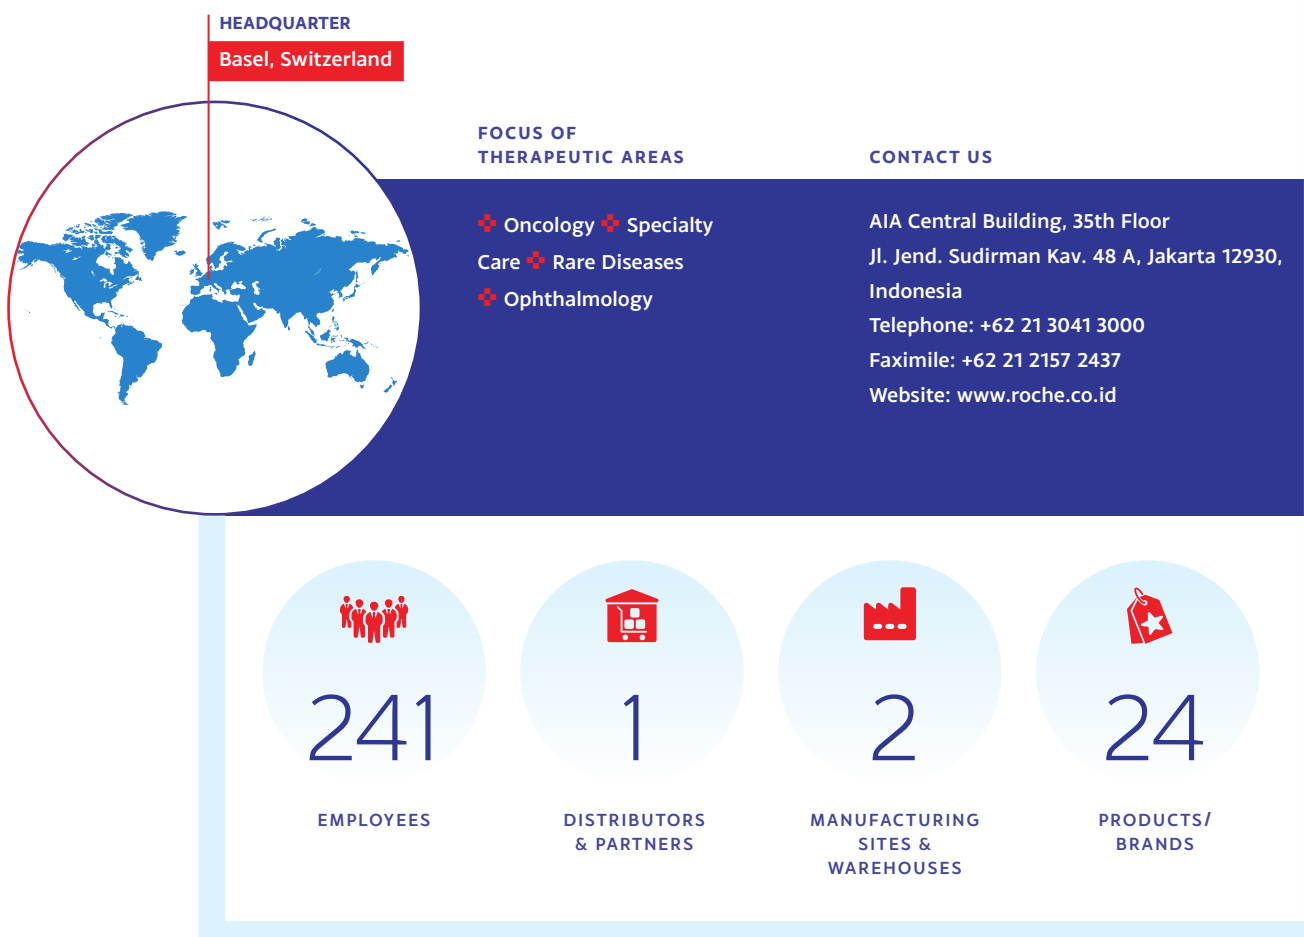 HEADQUARTER
Basel, Switzerland
FOCUS OF
THERAPEUTIC AREAS
Oncology Specialty
Care Rare Diseases
Ophthalmology
CONTACT US
AIA Central Building, 35th Floor
Jl. Jend. Sudirman Kav. 48 A, Jakarta 12930,
Indonesia
Telephone: +62 21 3041 3000
Faximile: +62 21 2157 2437
Website: www.roche.co.id
241
EMPLOYEES
1
DISTRIBUTORS
& PARTNERS
2
MANUFACTURING
SITES &
WAREHOUSES
24
PRODUCTS/
BRANDS